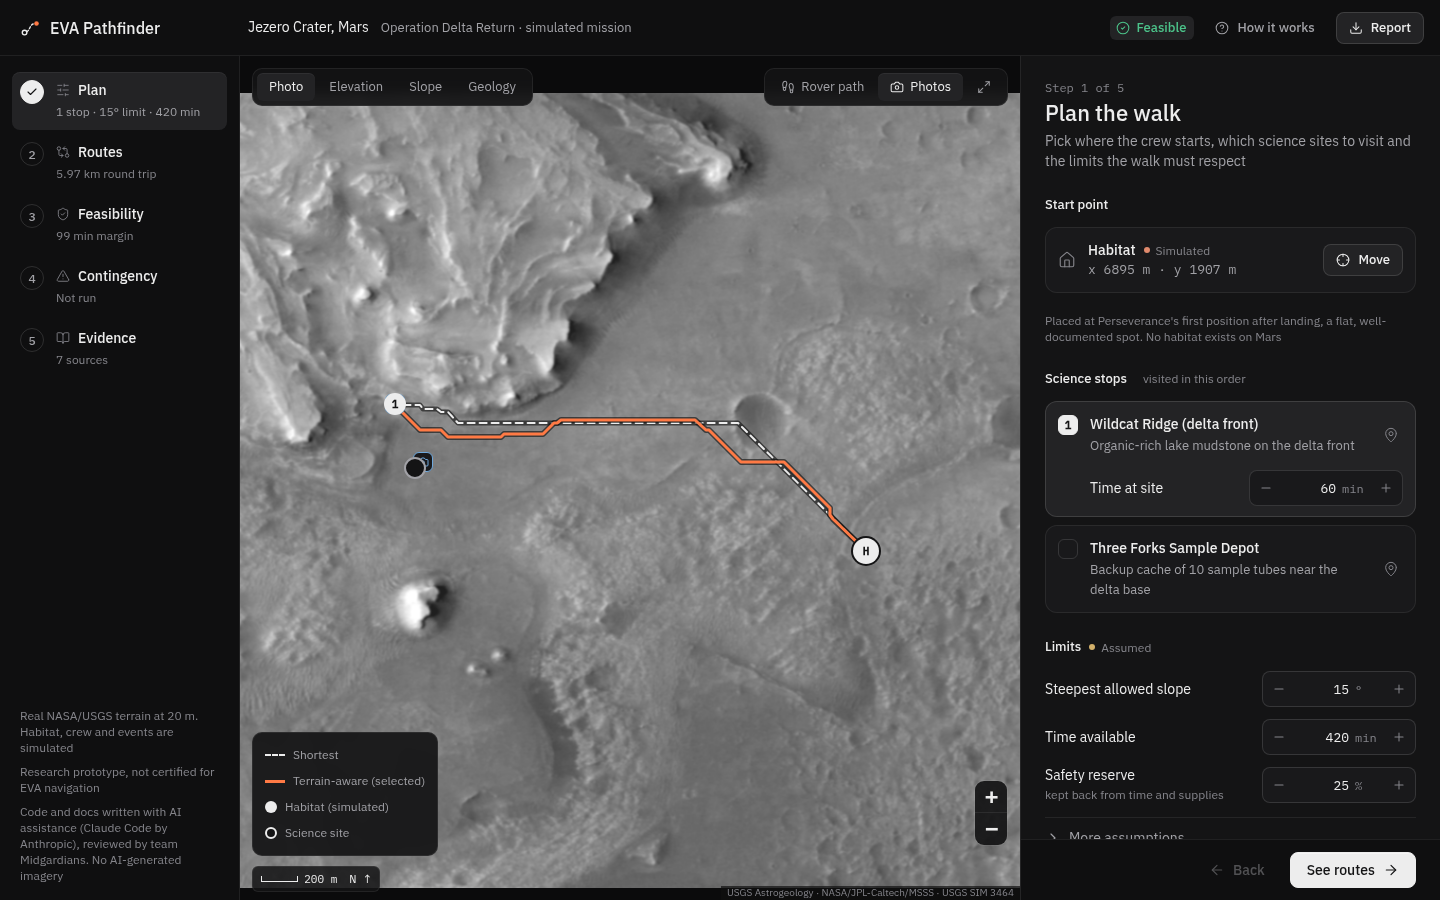 EVA Pathfinder
Jezero Crater, Mars
Operation Delta Return · simulated mission
Feasible
How it works
Report
Plan
1 stop · 15° limit · 420 min
2
Routes
5.97 km round trip
3
Feasibility
99 min margin
4
Contingency
Not run
5
Evidence
7 sources
Real NASA/USGS terrain at 20 m.
Habitat, crew and events are
simulated
Research prototype, not certified for
EVA navigation
Code and docs written with AI
assistance (Claude Code by
Anthropic), reviewed by team
Midgardians. No AI-generated
imagery
Photo
Elevation
Slope
Geology
Rover path
Photos
1
H
Shortest
Terrain-aware (selected)
Habitat (simulated)
Science site
200 m N ↑
+
−
USGS Astrogeology · NASA/JPL-Caltech/MSSS · USGS SIM 3464
Step 1 of 5
Plan the walk
Pick where the crew starts, which science sites to visit and
the limits the walk must respect
Start point
Habitat
Simulated
x 6895 m · y 1907 m
Move
Placed at Perseverance's first position after landing, a flat, well-
documented spot. No habitat exists on Mars
Science stops
visited in this order
1
Wildcat Ridge (delta front)
Organic-rich lake mudstone on the delta front
Time at site
− 60 min +
Three Forks Sample Depot
Backup cache of 10 sample tubes near the
delta base
Limits
Assumed
Steepest allowed slope
− 15 ° +
Time available
− 420 min +
Safety reserve
kept back from time and supplies
− 25 % +
More assumptions
Back
See routes